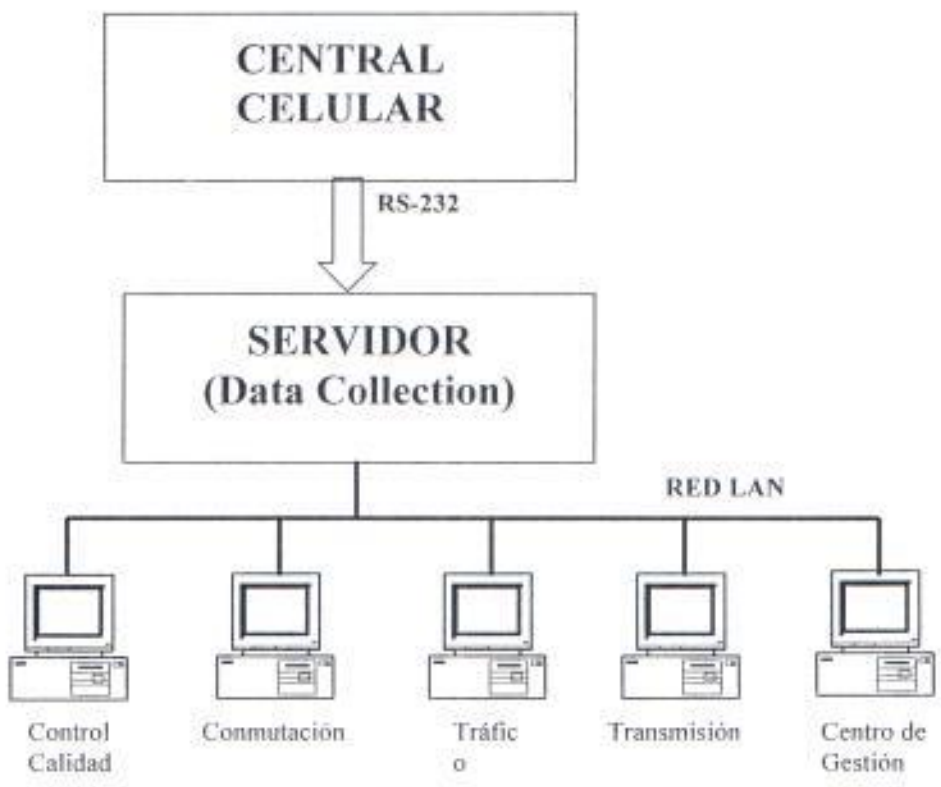 CENTRAL
CELULAR
RS-232
SERVIDOR
(Data Collection)
RED LAN
Control
Calidad
Conmutación
Tráfic
o
Transmisión
Centro de
Gestión